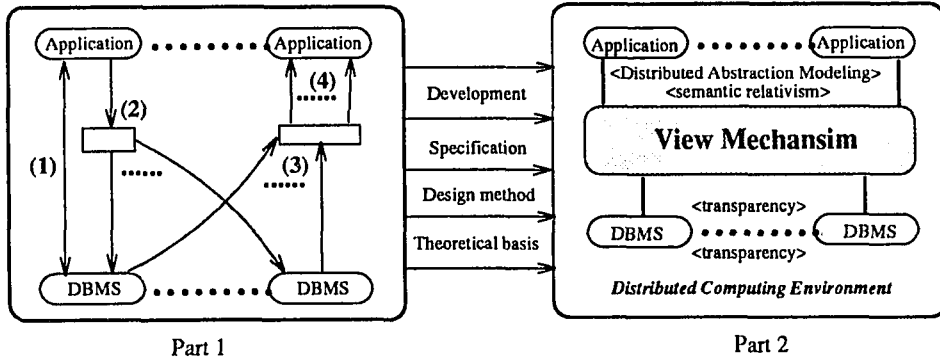 Application
Application
(1)
(2)
(3)
(4)
DBMS
DBMS
Part 1
Development
Specification
Design method
Theoretical basis
Application
Application
<Distributed Abstraction Modeling>
<semantic relativism>
View Mechansim
<transparency>
DBMS
DBMS
<transparency>
Distributed Computing Environment
Part 2